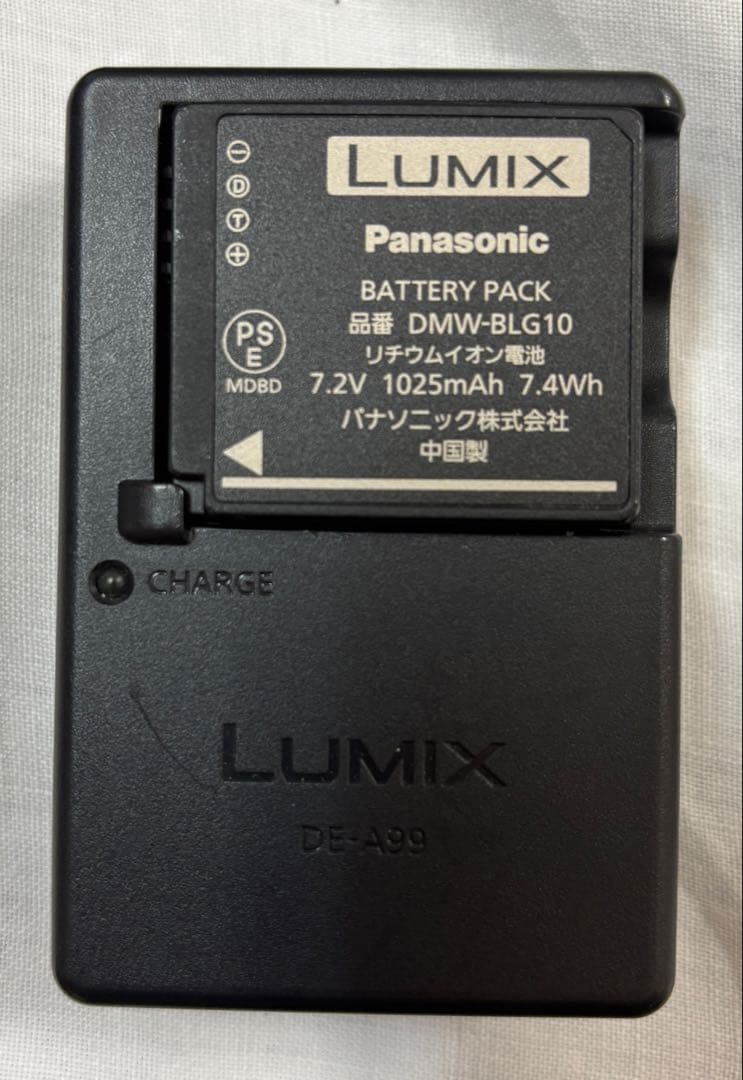 LUMIX
Panasonic
BATTERY PACK
品番 DMW-BLG10
リチウムイオン電池
7.2V 1025mAh 7.4Wh
パナソニック株式会社
中国製
⊖
Ⓓ
Ⓣ
⊕
PS
E
MDBD
CHARGE
LUMIX
DE-A99